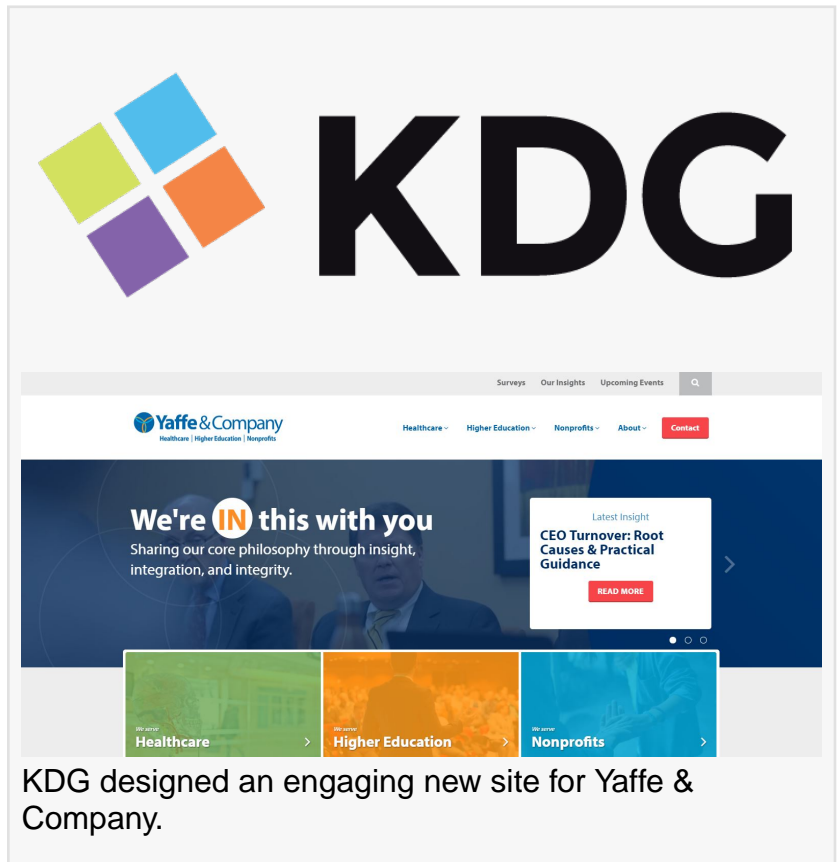 KDG
Surveys Our Insights Upcoming Events
Yaffe & Company
Healthcare | Higher Education | Nonprofits
Healthcare Higher Education Nonprofits About Contact
We're IN this with you
Sharing our core philosophy through insight,
integration, and integrity.
Latest Insight
CEO Turnover: Root
Causes & Practical
Guidance
READ MORE
We serve
Healthcare
We serve
Higher Education
We serve
Nonprofits
KDG designed an engaging new site for Yaffe &
Company.